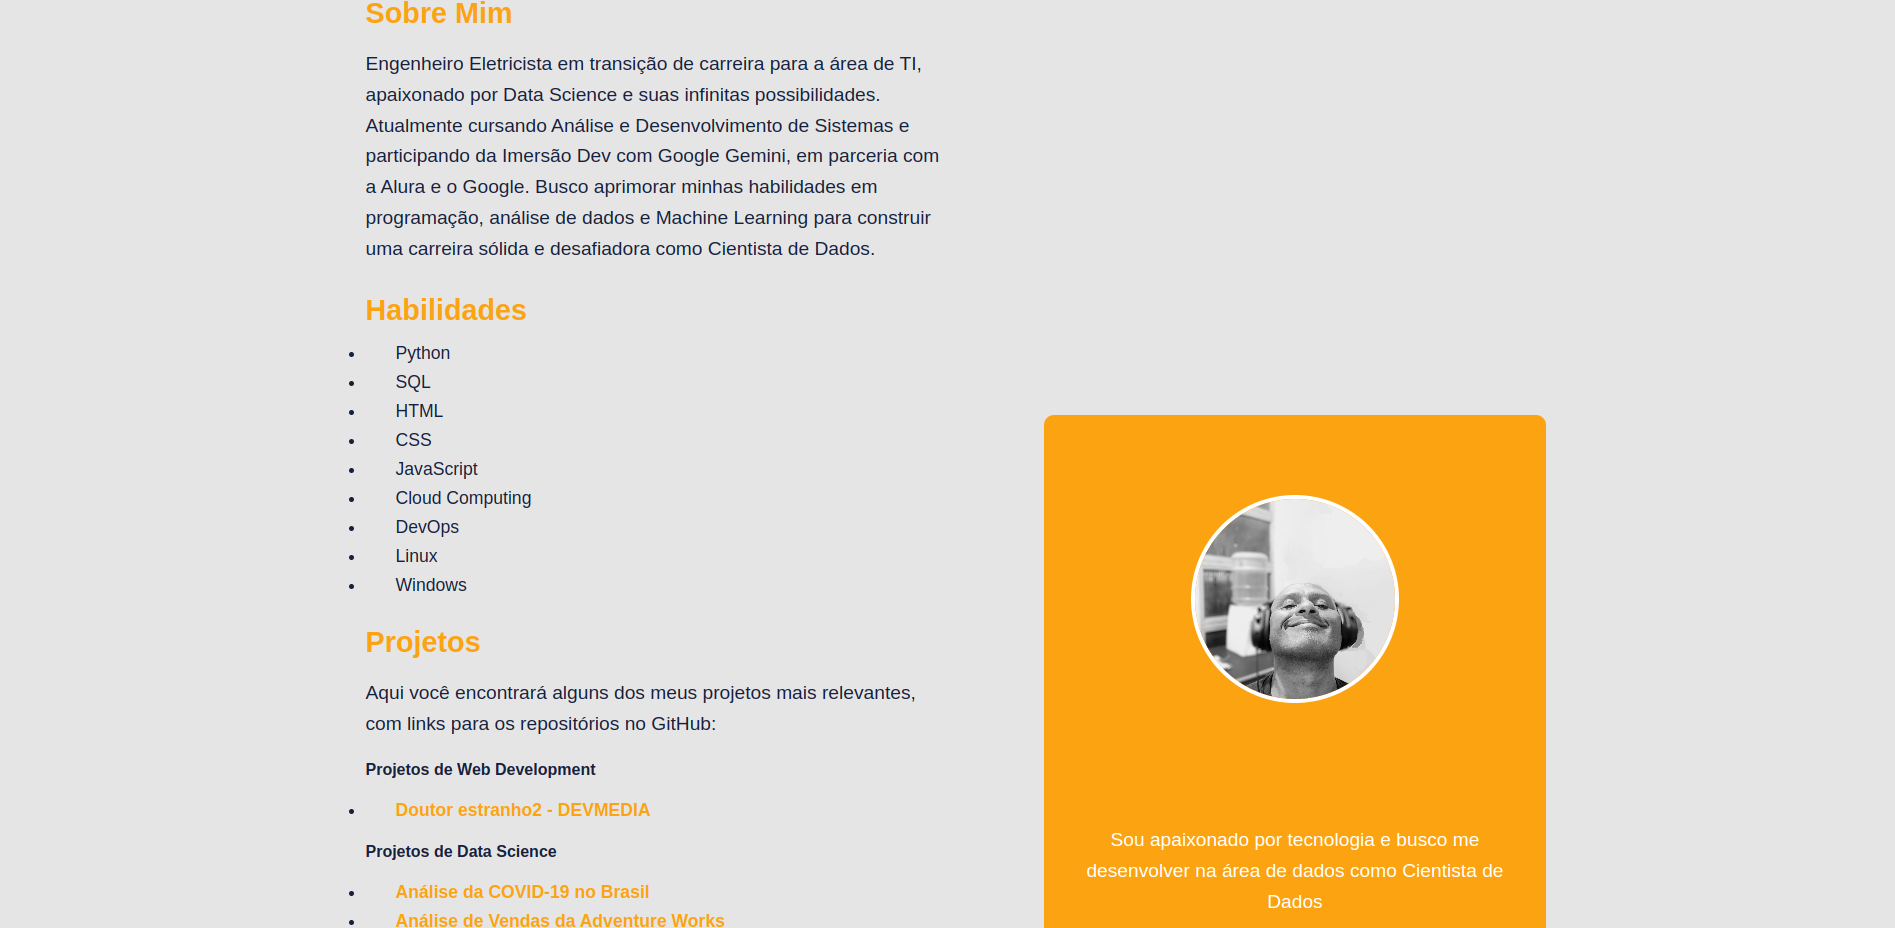 Sobre Mim
Engenheiro Eletricista em transição de carreira para a área de TI,
apaixonado por Data Science e suas infinitas possibilidades.
Atualmente cursando Análise e Desenvolvimento de Sistemas e
participando da Imersão Dev com Google Gemini, em parceria com
a Alura e o Google. Busco aprimorar minhas habilidades em
programação, análise de dados e Machine Learning para construir
uma carreira sólida e desafiadora como Cientista de Dados.
Habilidades
Python
SQL
HTML
CSS
JavaScript
Cloud Computing
DevOps
Linux
Windows
Projetos
Aqui você encontrará alguns dos meus projetos mais relevantes,
com links para os repositórios no GitHub:
Projetos de Web Development
Doutor estranho2 - DEVMEDIA
Projetos de Data Science
Análise da COVID-19 no Brasil
Análise de Vendas da Adventure Works
Sou apaixonado por tecnologia e busco me
desenvolver na área de dados como Cientista de
Dados